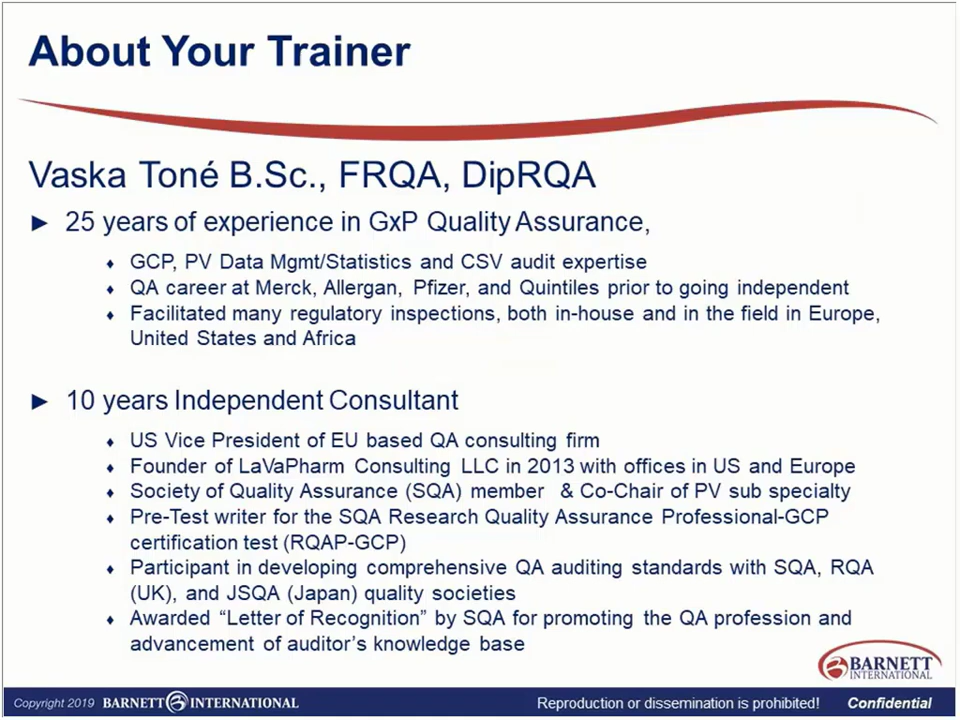 About Your Trainer
Vaska Toné B.Sc., FRQA, DipRQA
► 25 years of experience in GxP Quality Assurance,
♦ GCP, PV Data Mgmt/Statistics and CSV audit expertise
♦ QA career at Merck, Allergan, Pfizer, and Quintiles prior to going independent
♦ Facilitated many regulatory inspections, both in-house and in the field in Europe,
United States and Africa
► 10 years Independent Consultant
♦ US Vice President of EU based QA consulting firm
♦ Founder of LaVaPharm Consulting LLC in 2013 with offices in US and Europe
♦ Society of Quality Assurance (SQA) member & Co-Chair of PV sub specialty
♦ Pre-Test writer for the SQA Research Quality Assurance Professional-GCP
certification test (RQAP-GCP)
♦ Participant in developing comprehensive QA auditing standards with SQA, RQA
(UK), and JSQA (Japan) quality societies
♦ Awarded “Letter of Recognition” by SQA for promoting the QA profession and
advancement of auditor’s knowledge base
BARNETT
INTERNATIONAL
Copyright 2019 BARNETT INTERNATIONAL Reproduction or dissemination is prohibited! Confidential